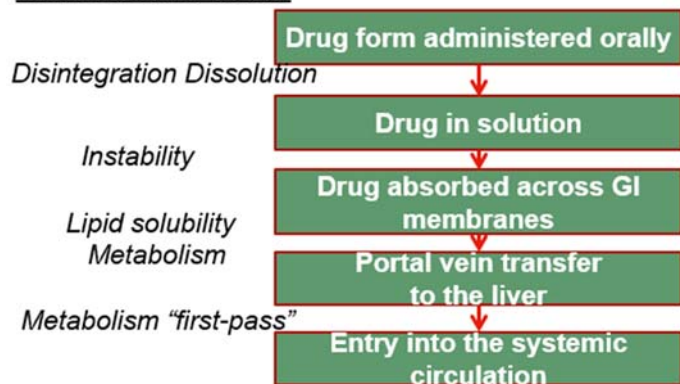 Drug form administered orally
Disintegration Dissolution
Drug in solution
Instability
Drug absorbed across GI
membranes
Lipid solubility
Metabolism
Portal vein transfer
to the liver
Metabolism “first-pass”
Entry into the systemic
circulation